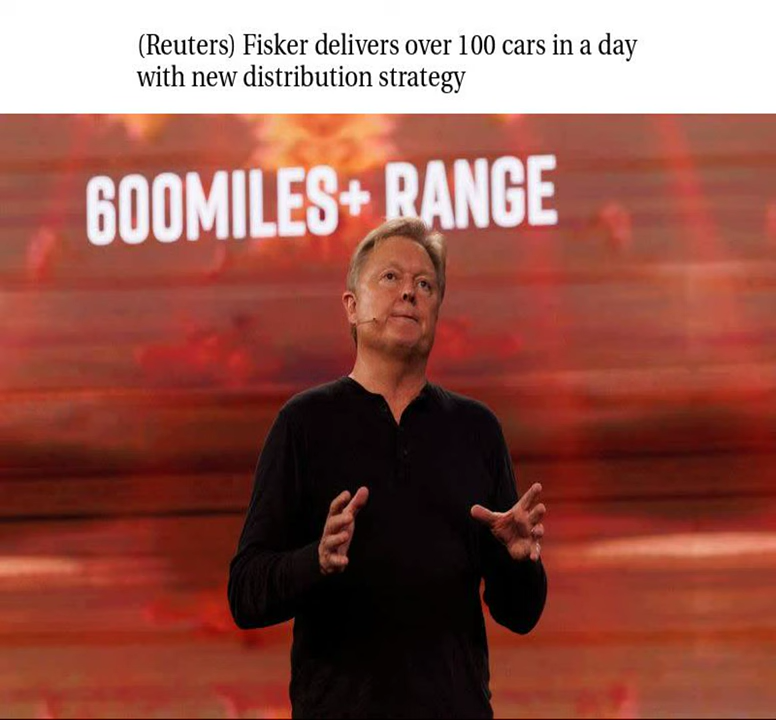 (Reuters) Fisker delivers over 100 cars in a day
with new distribution strategy
600MILES+ RANGE